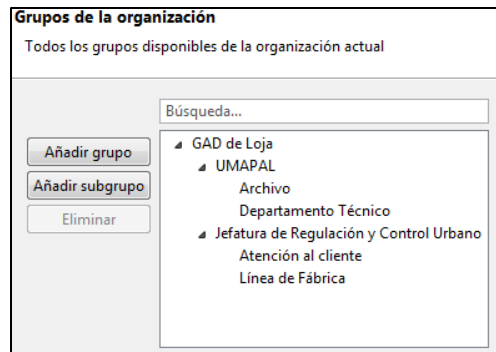 Grupos de la organización
Todos los grupos disponibles de la organización actual
Búsqueda...
Añadir grupo
Añadir subgrupo
Eliminar
GAD de Loja
UMAPAL
Archivo
Departamento Técnico
Jefatura de Regulación y Control Urbano
Atención al cliente
Línea de Fábrica